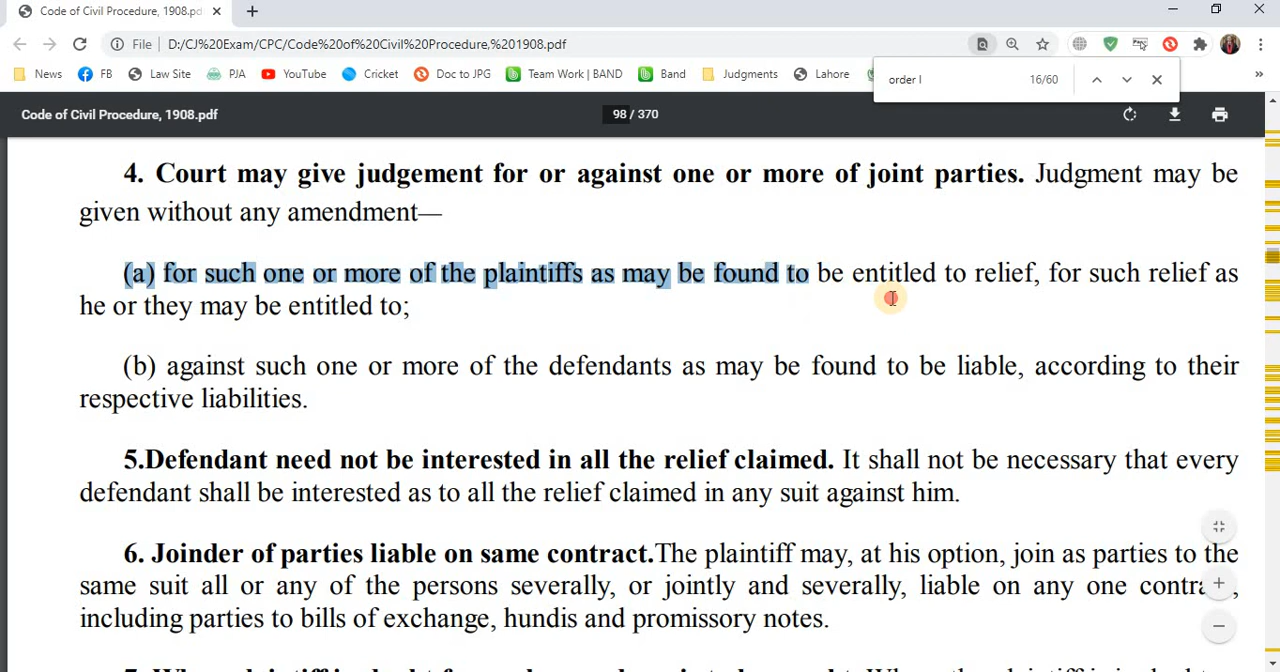 Code of Civil Procedure, 1908.pd
File | D:/CJ%20Exam/CPC/Code%20of%20Civil%20Procedure,%201908.pdf
News FB Law Site PJA YouTube Cricket Doc to JPG Team Work | BAND Band Judgments Lahore »
order I 16/60
Code of Civil Procedure, 1908.pdf 98 / 370
4. Court may give judgement for or against one or more of joint parties. Judgment may be
given without any amendment—
(a) for such one or more of the plaintiffs as may be found to be entitled to relief, for such relief as
he or they may be entitled to;
(b) against such one or more of the defendants as may be found to be liable, according to their
respective liabilities.
5.Defendant need not be interested in all the relief claimed. It shall not be necessary that every
defendant shall be interested as to all the relief claimed in any suit against him.
6. Joinder of parties liable on same contract.The plaintiff may, at his option, join as parties to the
same suit all or any of the persons severally, or jointly and severally, liable on any one contra ,
including parties to bills of exchange, hundis and promissory notes.